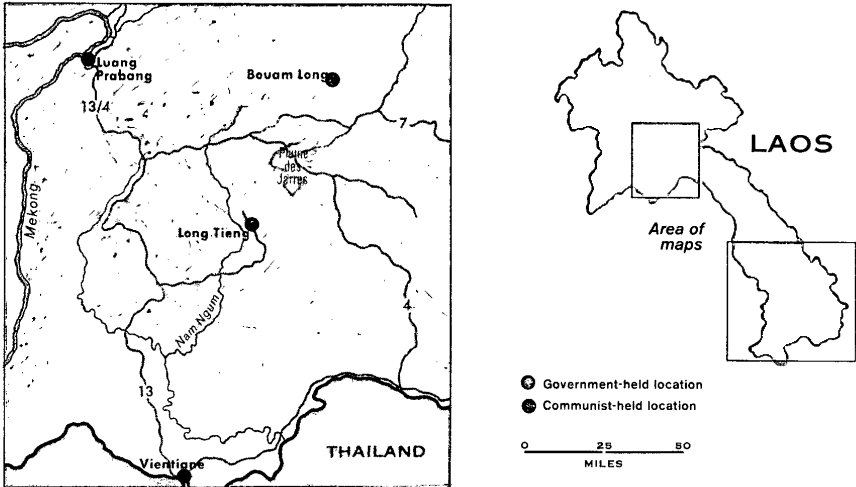 Luang
Prabang
Bouam Long
13/4
7
Plaine
des
Jarres
Mekong
Long Tieng
Nam Ngum
4
13
THAILAND
Vientiane
LAOS
Area of
maps
Government-held location
Communist-held location
0 25 50
MILES